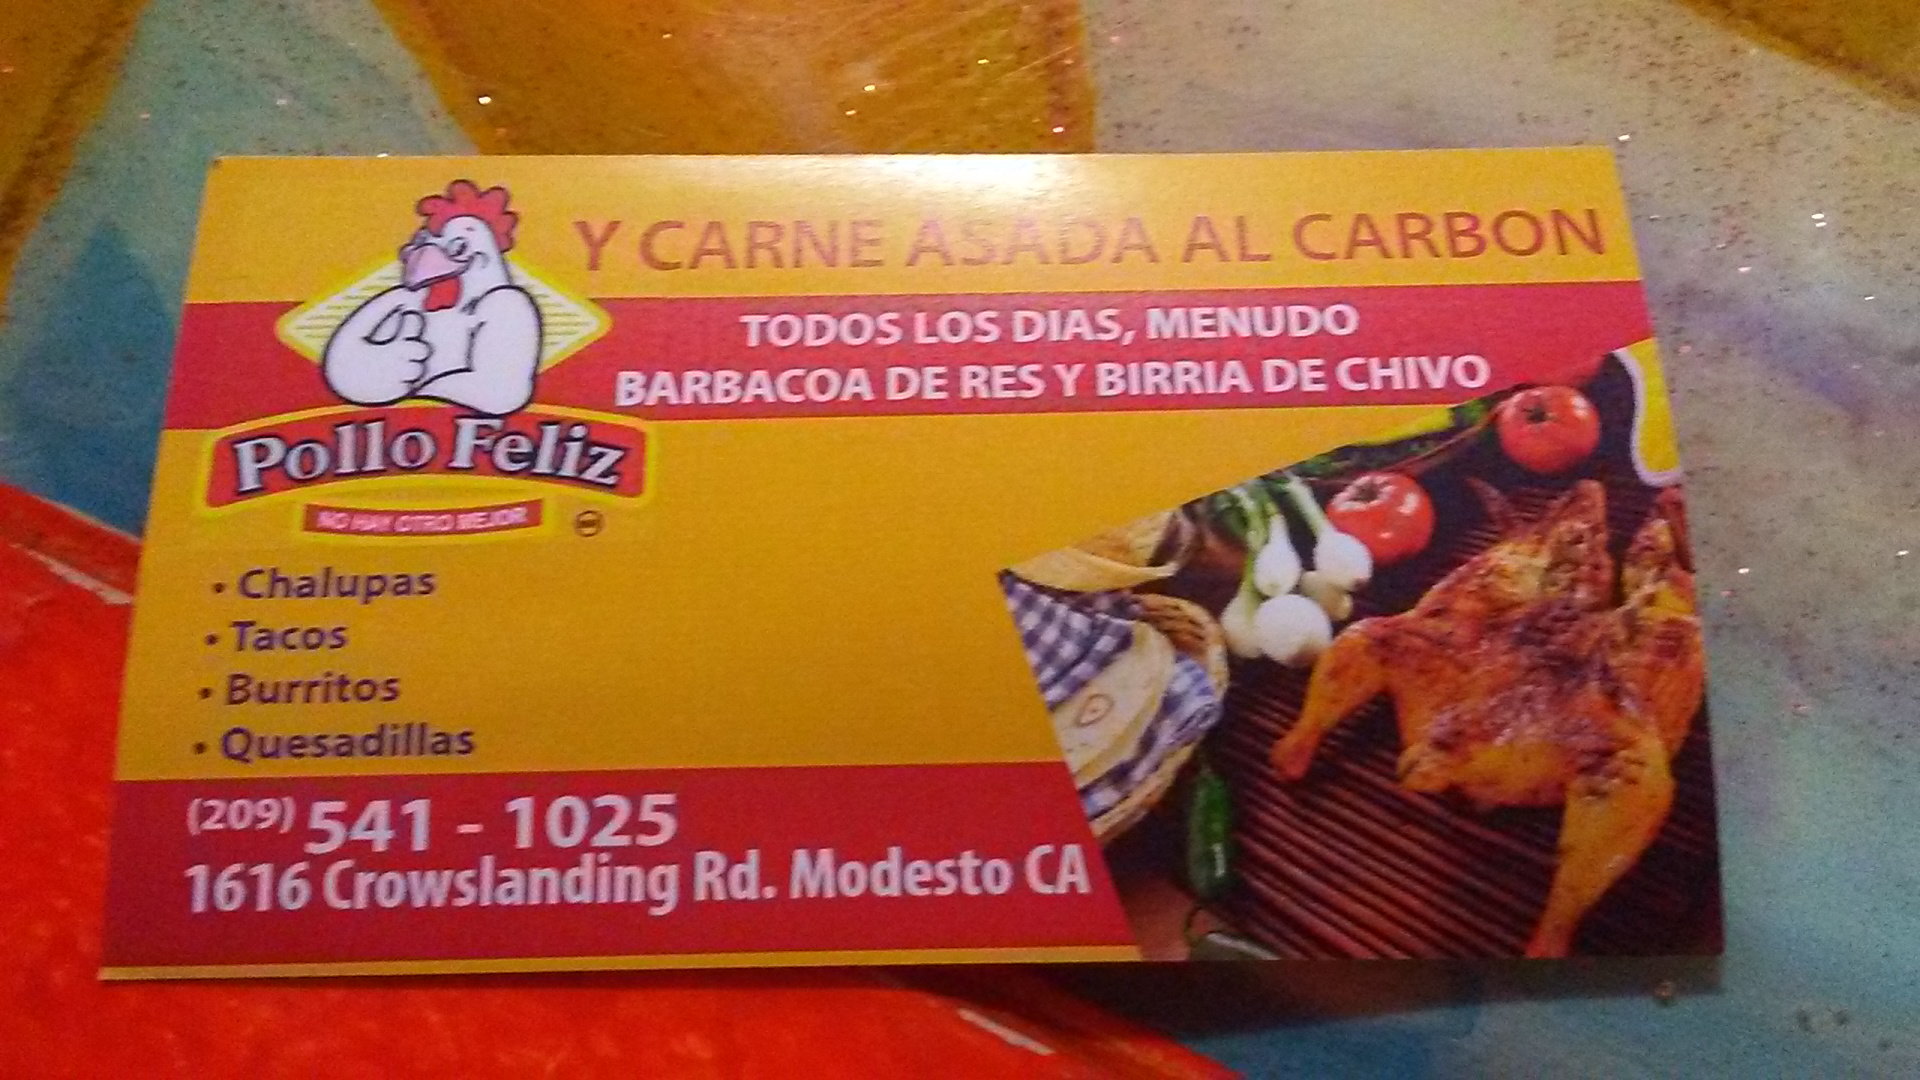 Y CARNE ASADA AL CARBON
TODOS LOS DIAS, MENUDO
BARBACOA DE RES Y BIRRIA DE CHIVO
Pollo Feliz
NO HAY OTRO MEJOR
• Chalupas
• Tacos
• Burritos
• Quesadillas
(209) 541 - 1025
1616 Crowslanding Rd. Modesto CA